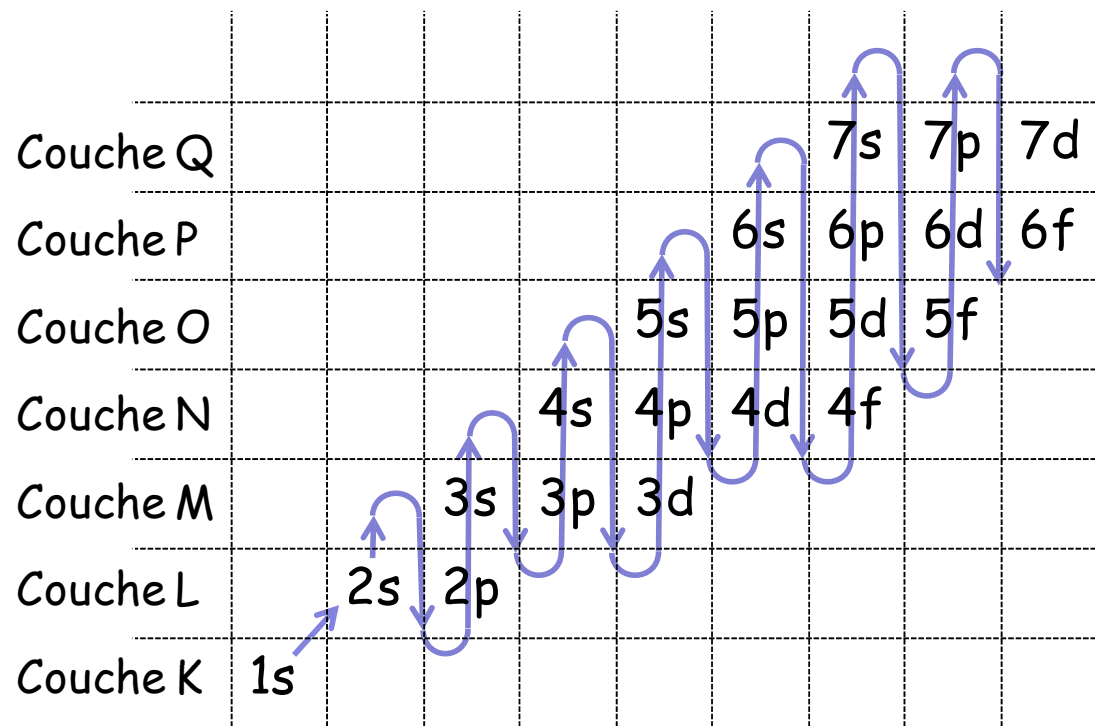 Couche Q 7s 7p 7d
Couche P 6s 6p 6d 6f
Couche O 5s 5p 5d 5f
Couche N 4s 4p 4d 4f
Couche M 3s 3p 3d
Couche L 2s 2p
Couche K 1s